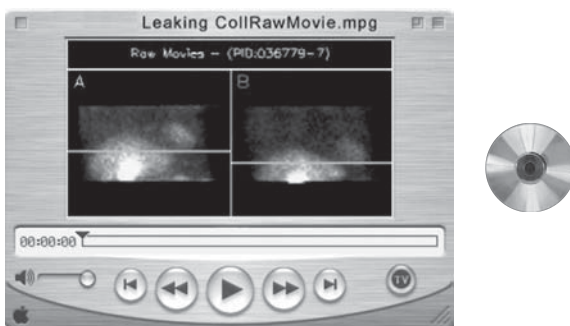 Leaking CollRawMovie.mpg
Raw Movies - (PID:036779-7)
A B
00:00:00
TV